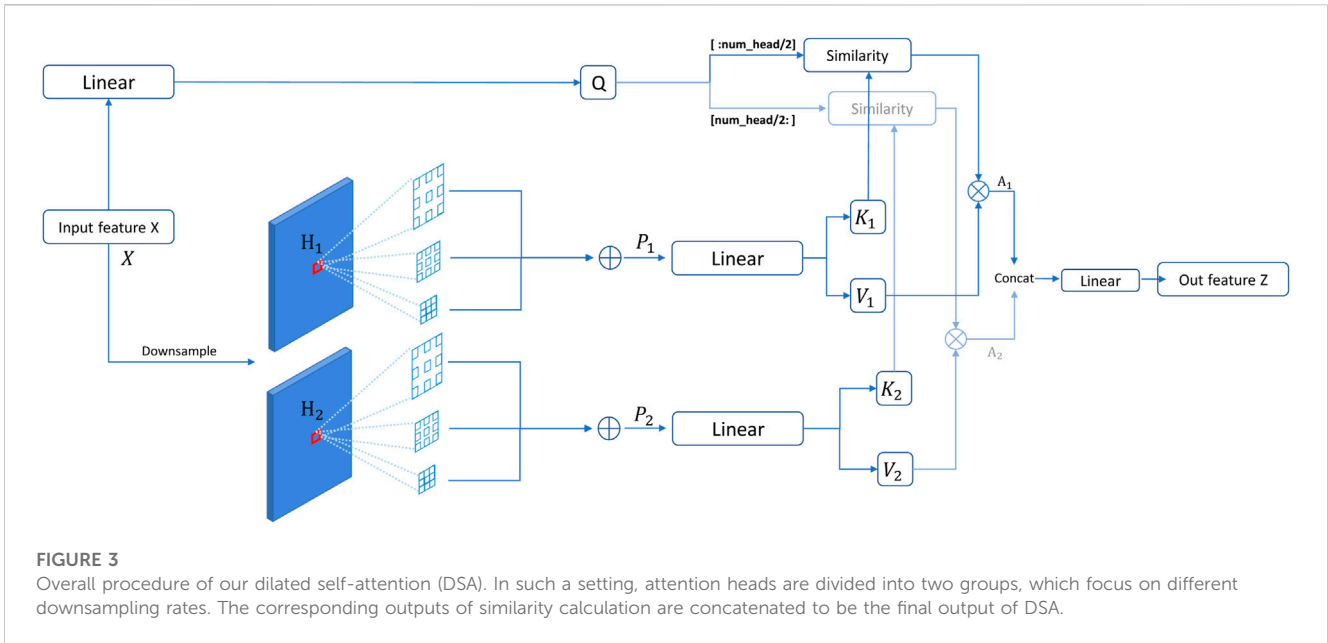 [ :num_head/2]
Linear
Q
Similarity
Similarity
[num_head/2: ]
Input feature X
X
H₁
K₁
A₁
P₁
Linear
V₁
Concat
Linear
Out feature Z
Downsample
A₂
H₂
K₂
P₂
Linear
V₂
FIGURE 3
Overall procedure of our dilated self-attention (DSA). In such a setting, attention heads are divided into two groups, which focus on different
downsampling rates. The corresponding outputs of similarity calculation are concatenated to be the final output of DSA.